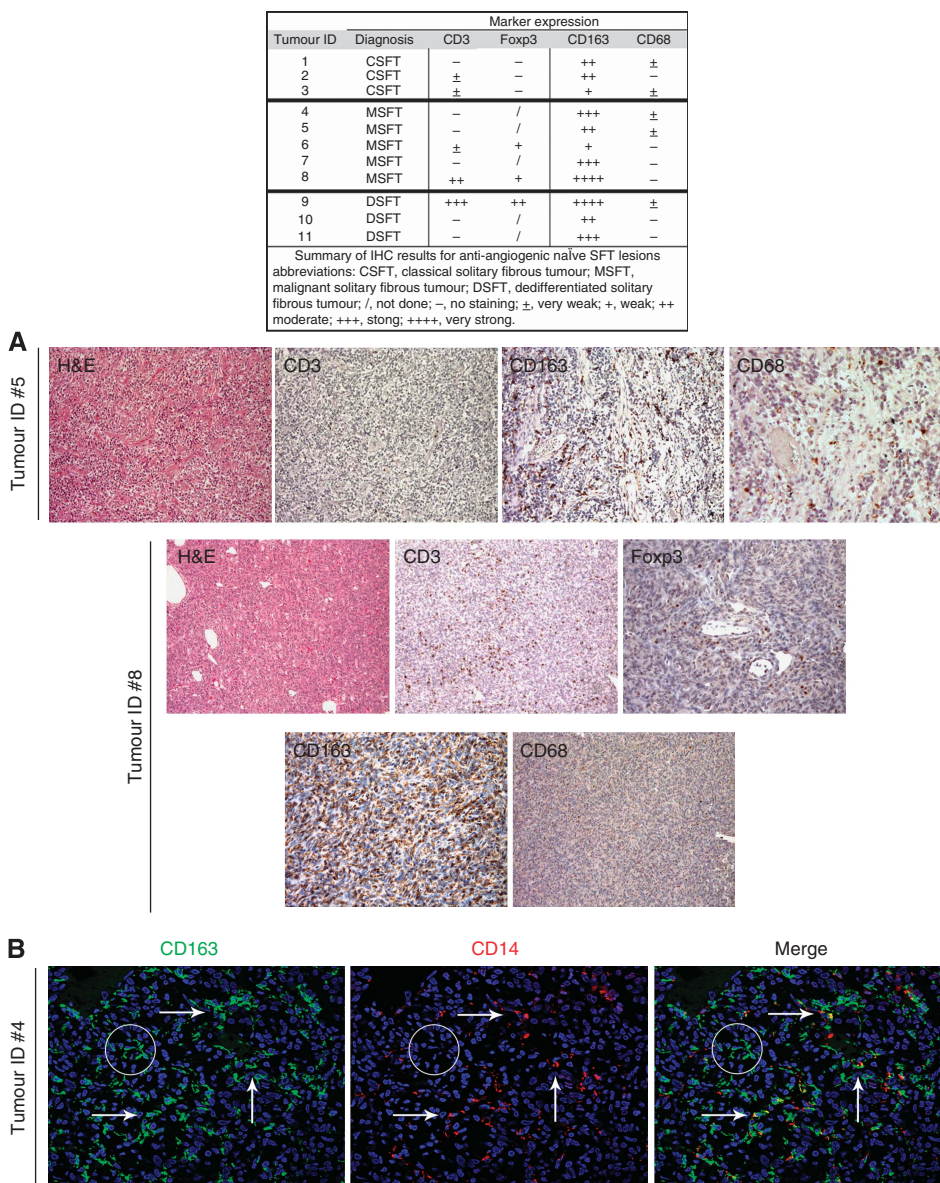 Marker expression
Tumour ID Diagnosis CD3 Foxp3 CD163 CD68
1 CSFT – – ++ ±
2 CSFT ± – ++ –
3 CSFT ± – + ±
4 MSFT – / +++ ±
5 MSFT – / ++ ±
6 MSFT ± + + –
7 MSFT – / +++ –
8 MSFT ++ + ++++ –
9 DSFT +++ ++ ++++ ±
10 DSFT – / ++ –
11 DSFT – / +++ –
Summary of IHC results for anti-angiogenic naÏve SFT lesions
abbreviations: CSFT, classical solitary fibrous tumour; MSFT,
malignant solitary fibrous tumour; DSFT, dedifferentiated solitary
fibrous tumour; /, not done; –, no staining; ±, very weak; +, weak; ++
moderate; +++, stong; ++++, very strong.
A
Tumour ID #5
H&E CD3 CD163 CD68
Tumour ID #8
H&E CD3 Foxp3
CD163 CD68
B
CD163 CD14 Merge
Tumour ID #4